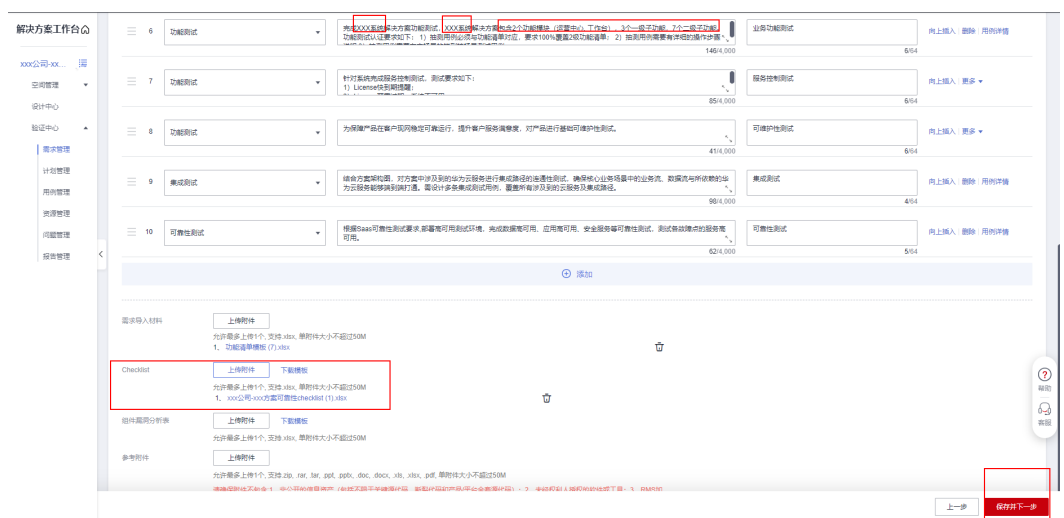 解决方案工作台
xxx公司-xx...
空间管理
设计中心
验证中心
需求管理
计划管理
用例管理
资源管理
问题管理
报告管理
6 功能测试
完成XXX系统解决方案功能测试, XXX系统解决方案包含2个功能模块（运营中心, 工作台）, 3个一级子功能, 7个二级子功能,
功能测试认证要求如下： 1）抽测用例必须与功能清单对应, 要求100%覆盖2级功能清单； 2）抽测用例需要有详细的操作步骤
146/4,000
业务功能测试
6/64
向上插入 删除 用例详情
7 功能测试
针对系统完成服务控制测试, 测试要求如下：
1) License快到期提醒；
85/4,000
服务控制测试
6/64
向上插入 更多
8 功能测试
为保障产品在客户现网稳定可靠运行, 提升客户服务满意度, 对产品进行基础可维护性测试。
41/4,000
可维护性测试
6/64
向上插入 更多
9 集成测试
结合方案架构图, 对方案中涉及到的华为云服务进行集成路径的连通性测试, 确保核心业务场景中的业务流、数据流与所依赖的华
为云服务能够端到端打通。需设计多条集成测试用例, 覆盖所有涉及到的云服务及集成路径。
98/4,000
集成测试
4/64
向上插入 删除 用例详情
10 可靠性测试
根据Saas可靠性测试要求,部署高可用测试环境, 完成数据高可用、应用高可用、安全服务等可靠性测试, 测试各故障点的服务高
可用。
62/4,000
可靠性测试
5/64
向上插入 删除 用例详情
添加
需求导入材料
上传附件
允许最多上传1个, 支持.xlsx, 单附件大小不超过50M
1、 功能清单模板 (7).xlsx
Checklist
上传附件 下载模板
允许最多上传1个, 支持.xlsx, 单附件大小不超过50M
1、 xxx公司-xxx方案可靠性checklist (1).xlsx
组件漏洞分析表
上传附件 下载模板
允许最多上传1个, 支持.xlsx, 单附件大小不超过50M
参考附件
上传附件
允许最多上传1个, 支持.zip, .rar, .tar, .ppt, .pptx, .doc, .docx, .xls, .xlsx, .pdf, 单附件大小不超过50M
帮助
客服
上一步
保存并下一步